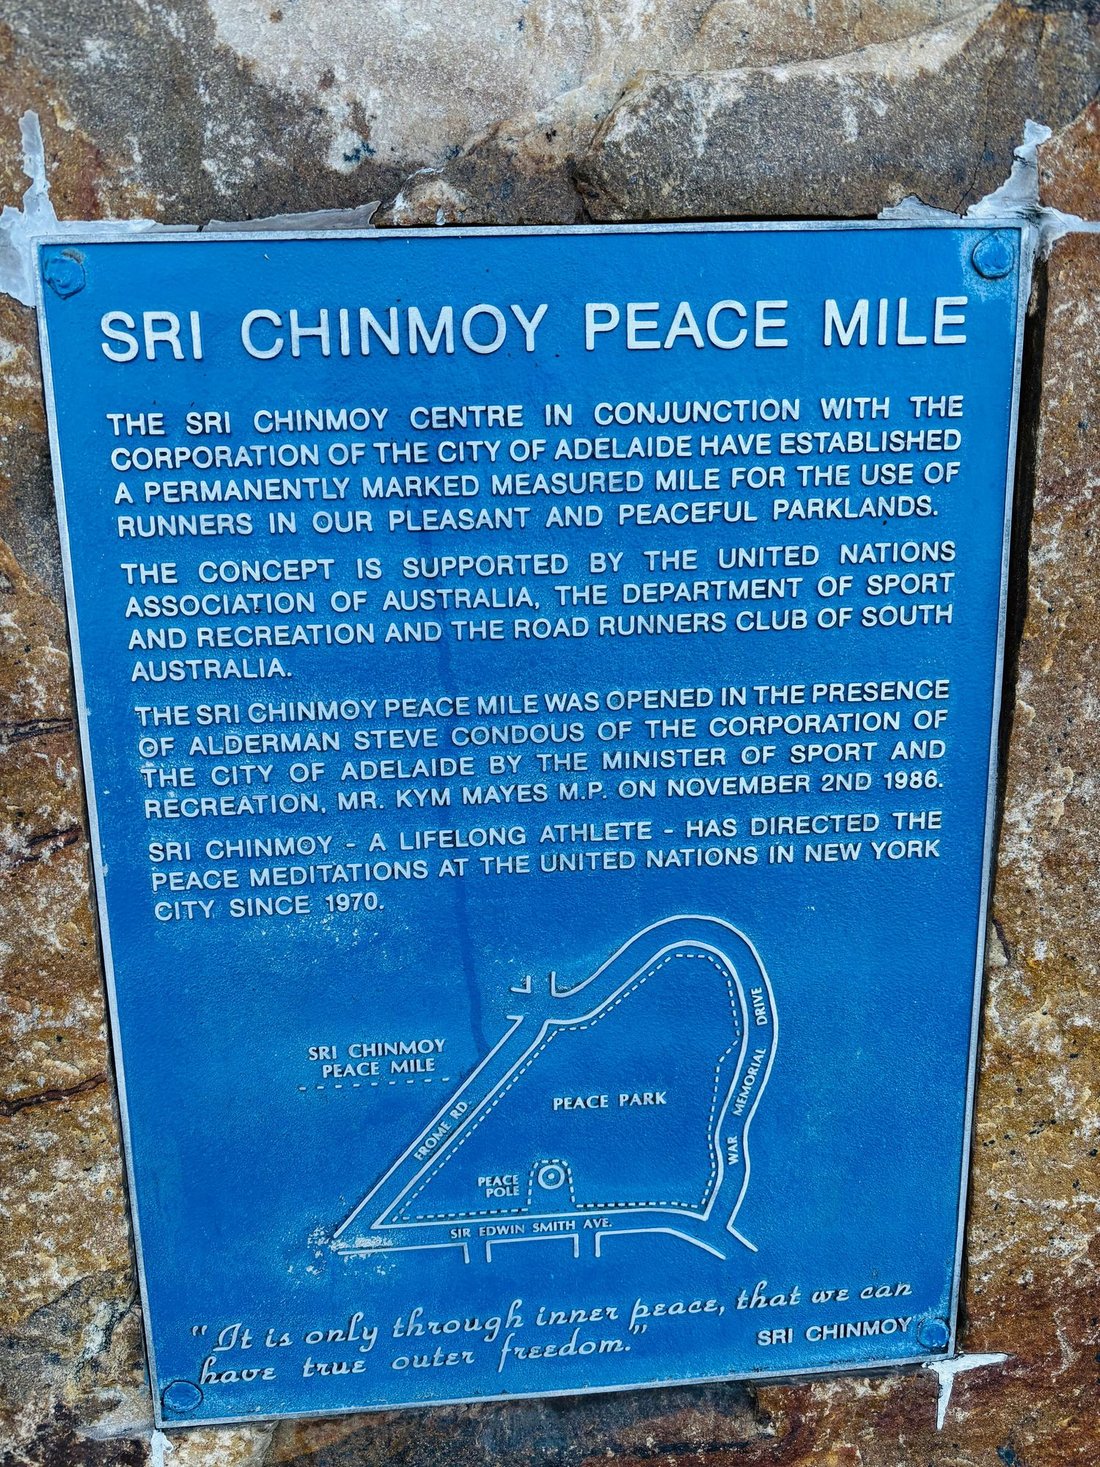 SRI CHINMOY PEACE MILE
THE SRI CHINMOY CENTRE IN CONJUNCTION WITH THE
CORPORATION OF THE CITY OF ADELAIDE HAVE ESTABLISHED
A PERMANENTLY MARKED MEASURED MILE FOR THE USE OF
RUNNERS IN OUR PLEASANT AND PEACEFUL PARKLANDS.
THE CONCEPT IS SUPPORTED BY THE UNITED NATIONS
ASSOCIATION OF AUSTRALIA, THE DEPARTMENT OF SPORT
AND RECREATION AND THE ROAD RUNNERS CLUB OF SOUTH
AUSTRALIA.
THE SRI CHINMOY PEACE MILE WAS OPENED IN THE PRESENCE
OF ALDERMAN STEVE CONDOUS OF THE CORPORATION OF
THE CITY OF ADELAIDE BY THE MINISTER OF SPORT AND
RECREATION, MR. KYM MAYES M.P. ON NOVEMBER 2ND 1986.
SRI CHINMOY - A LIFELONG ATHLETE - HAS DIRECTED THE
PEACE MEDITATIONS AT THE UNITED NATIONS IN NEW YORK
CITY SINCE 1970.
SRI CHINMOY
PEACE MILE
FROME RD.
PEACE PARK
WAR MEMORIAL DRIVE
PEACE
POLE
SIR EDWIN SMITH AVE.
"It is only through inner peace, that we can
have true outer freedom."
SRI CHINMOY